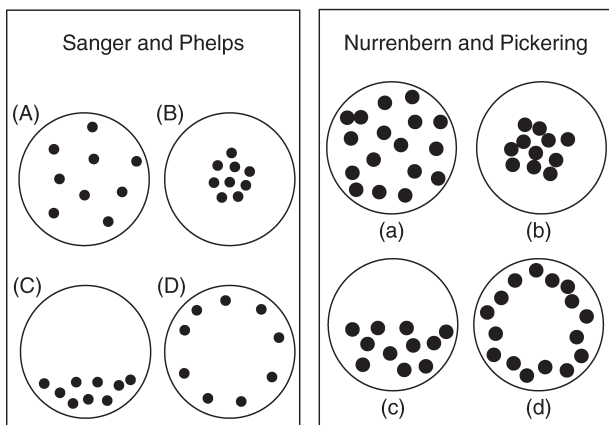 Sanger and Phelps
(A)
(B)
(C)
(D)
Nurrenbern and Pickering
(a)
(b)
(c)
(d)